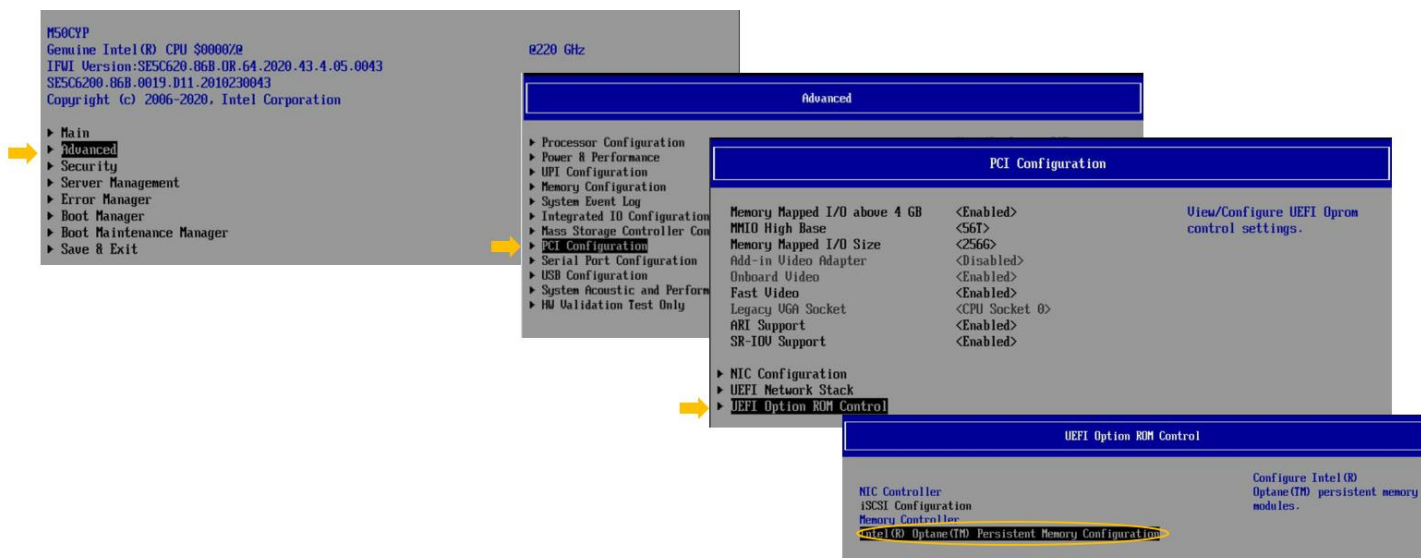 M50CYP
Genuine Intel(R) CPU $0000%@ @220 GHz
IFWI Version:SE5C620.86B.OR.64.2020.43.4.05.0043
SE5C6200.86B.0019.D11.2010230043
Copyright (c) 2006-2020, Intel Corporation
Main
Advanced
Security
Server Management
Error Manager
Boot Manager
Boot Maintenance Manager
Save & Exit
Advanced
Processor Configuration
Power & Performance
UPI Configuration
Memory Configuration
System Event Log
Integrated IO Configuration
Mass Storage Controller Con
PCI Configuration
Serial Port Configuration
USB Configuration
System Acoustic and Perform
HW Validation Test Only
PCI Configuration
Memory Mapped I/O above 4 GB <Enabled> View/Configure UEFI Oprom
MMIO High Base <56T> control settings.
Memory Mapped I/O Size <256G>
Add-in Video Adapter <Disabled>
Onboard Video <Enabled>
Fast Video <Enabled>
Legacy VGA Socket <CPU Socket 0>
ARI Support <Enabled>
SR-IOV Support <Enabled>
NIC Configuration
UEFI Network Stack
UEFI Option ROM Control
UEFI Option ROM Control
Configure Intel(R)
NIC Controller Optane(TM) persistent memory
iSCSI Configuration modules.
Memory Controller
Intel(R) Optane(TM) Persistent Memory Configuration